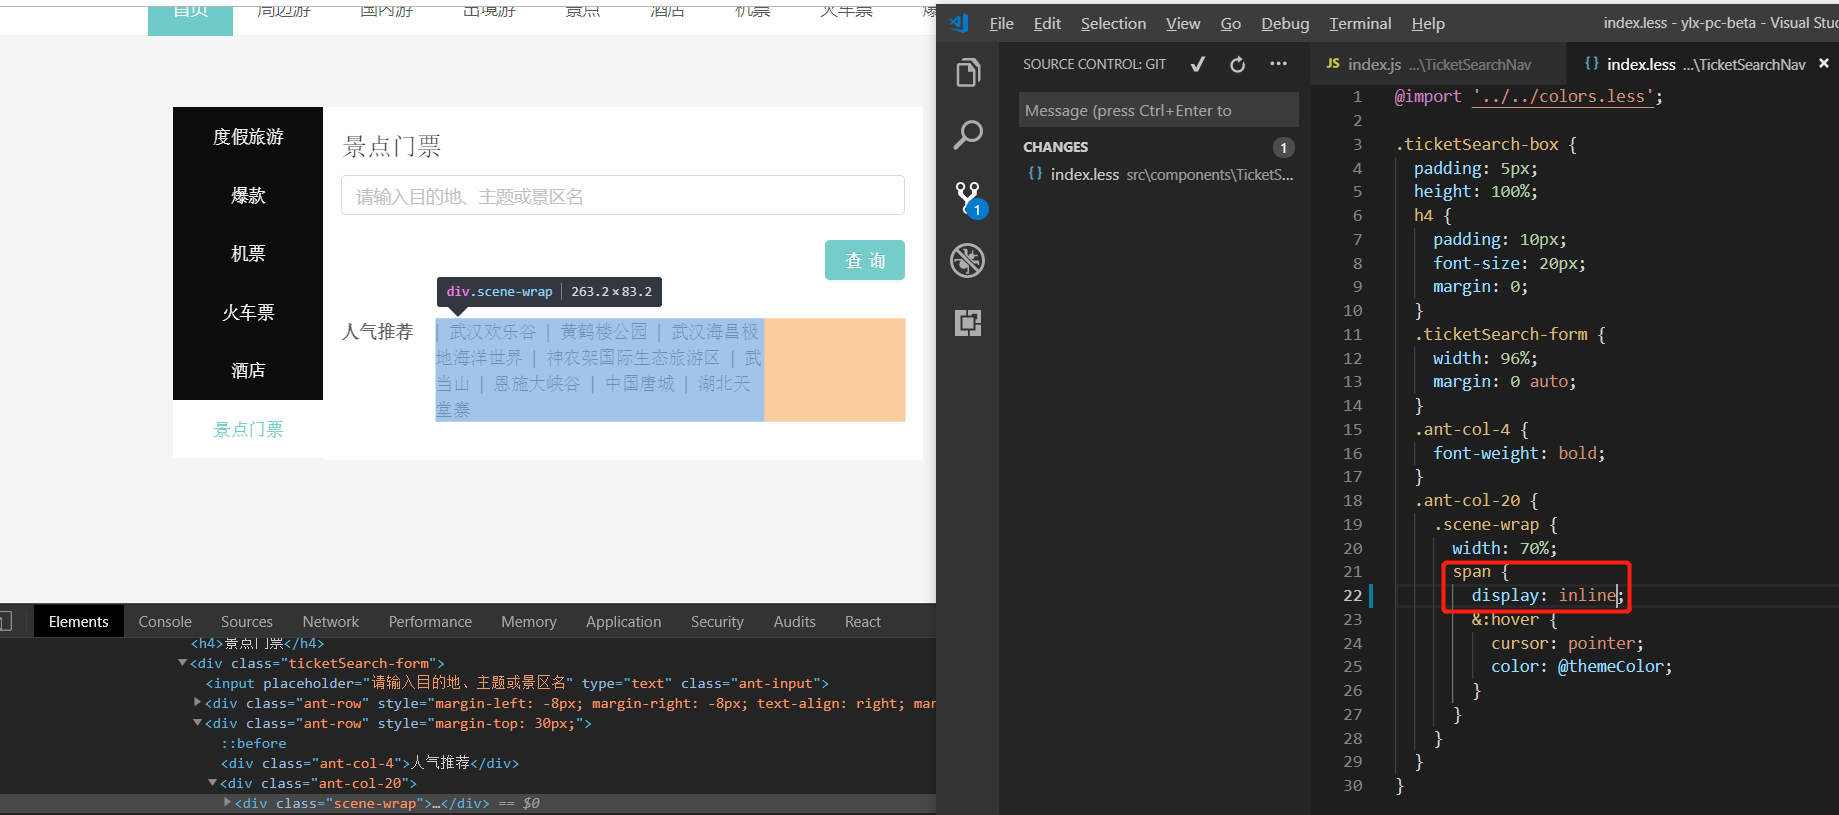 首页 周边游 国内游 出境游 景点 酒店 机票 火车票
度假旅游
爆款
机票
火车票
酒店
景点门票
景点门票
请输入目的地、主题或景区名
查 询
div.scene-wrap 263.2×83.2
人气推荐
| 武汉欢乐谷 | 黄鹤楼公园 | 武汉海昌极
地海洋世界 | 神农架国际生态旅游区 | 武
当山 | 恩施大峡谷 | 中国唐城 | 湖北天
堂寨
Elements Console Sources Network Performance Memory Application Security Audits React
<h4>景点门票</h4>
<div class="ticketSearch-form">
<input placeholder="请输入目的地、主题或景区名" type="text" class="ant-input">
<div class="ant-row" style="margin-left: -8px; margin-right: -8px; text-align: right; mar
<div class="ant-row" style="margin-top: 30px;">
::before
<div class="ant-col-4">人气推荐</div>
<div class="ant-col-20">
<div class="scene-wrap">…</div> == $0
File Edit Selection View Go Debug Terminal Help index.less - ylx-pc-beta - Visual Stu
SOURCE CONTROL: GIT
Message (press Ctrl+Enter to
CHANGES 1
{} index.less src\components\TicketS...
1
JS index.js ...\TicketSearchNav {} index.less ...\TicketSearchNav ×
1 @import '../../colors.less';
2
3 .ticketSearch-box {
4 padding: 5px;
5 height: 100%;
6 h4 {
7 padding: 10px;
8 font-size: 20px;
9 margin: 0;
10 }
11 .ticketSearch-form {
12 width: 96%;
13 margin: 0 auto;
14 }
15 .ant-col-4 {
16 font-weight: bold;
17 }
18 .ant-col-20 {
19 .scene-wrap {
20 width: 70%;
21 span {
22 display: inline;
23 &:hover {
24 cursor: pointer;
25 color: @themeColor;
26 }
27 }
28 }
29 }
30 }